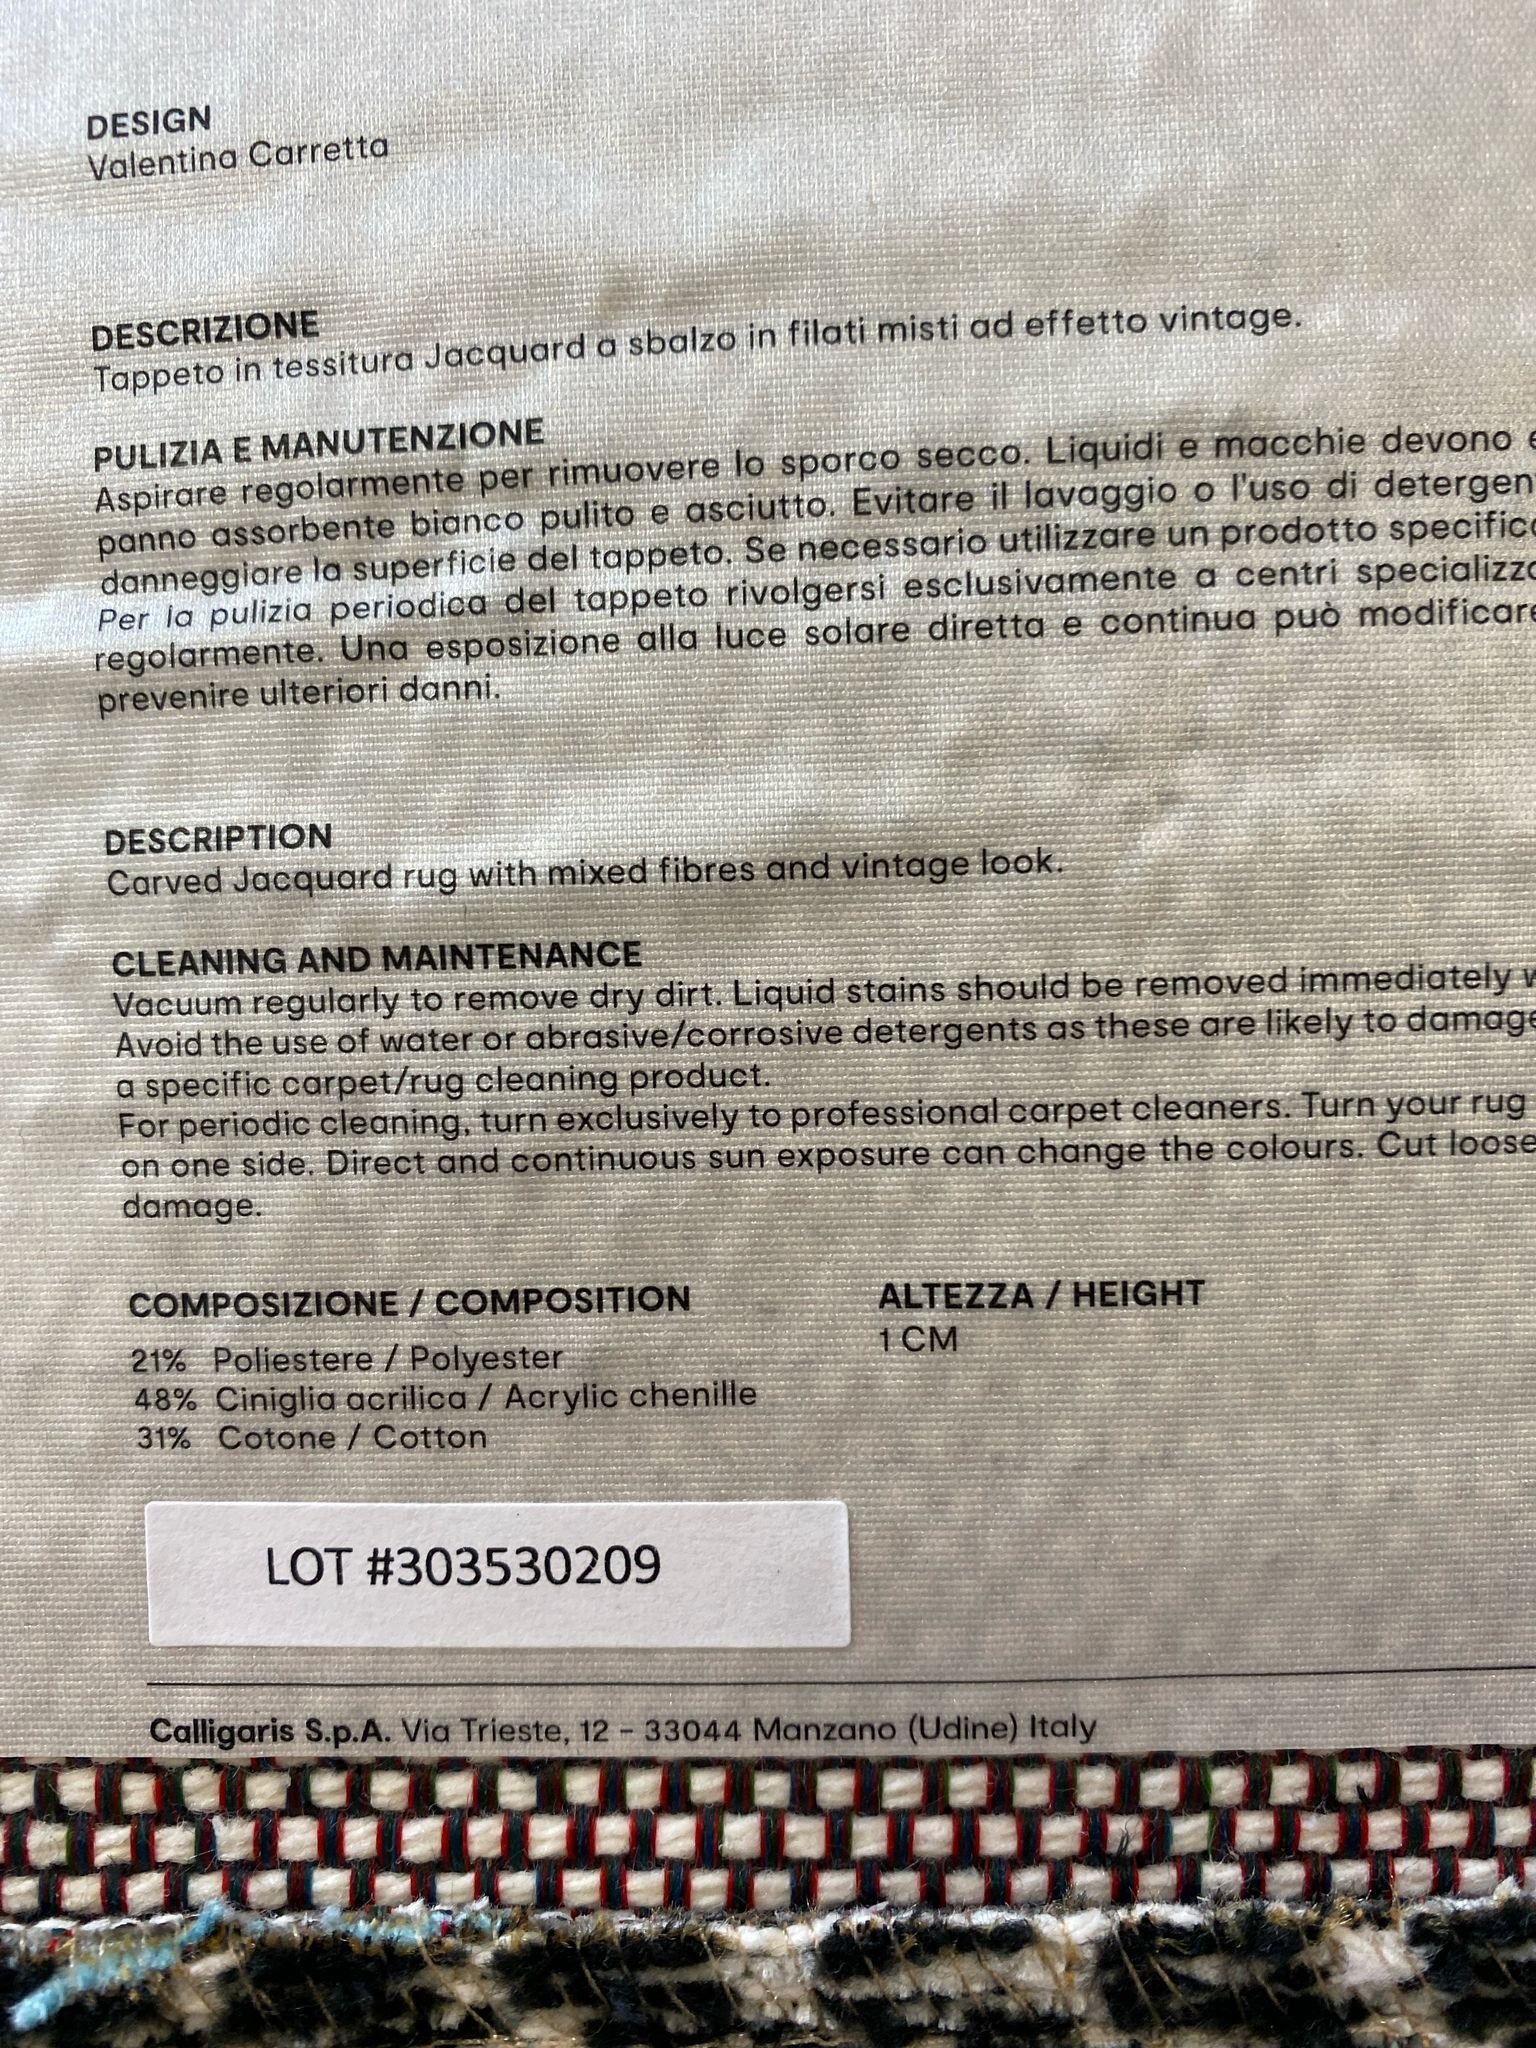 DESIGN
Valentina Carretta
DESCRIZIONE
Tappeto in tessitura Jacquard a sbalzo in filati misti ad effetto vintage.
PULIZIA E MANUTENZIONE
Aspirare regolarmente per rimuovere lo sporco secco. Liquidi e macchie devono
panno assorbente bianco pulito e asciutto. Evitare il lavaggio o l'uso di detergen
danneggiare la superficie del tappeto. Se necessario utilizzare un prodotto specific
Per la pulizia periodica del tappeto rivolgersi esclusivamente a centri specializz
regolarmente. Una esposizione alla luce solare diretta e continua può modificare
prevenire ulteriori danni.
DESCRIPTION
Carved Jacquard rug with mixed fibres and vintage look.
CLEANING AND MAINTENANCE
Vacuum regularly to remove dry dirt. Liquid stains should be removed immediately
Avoid the use of water or abrasive/corrosive detergents as these are likely to damage
a specific carpet/rug cleaning product.
For periodic cleaning, turn exclusively to professional carpet cleaners. Turn your rug
on one side. Direct and continuous sun exposure can change the colours. Cut loose
damage.
COMPOSIZIONE / COMPOSITION
21% Poliestere / Polyester
48% Ciniglia acrilica / Acrylic chenille
31% Cotone / Cotton
ALTEZZA / HEIGHT
1 CM
LOT #303530209
Calligaris S.p.A. Via Trieste, 12 - 33044 Manzano (Udine) Italy